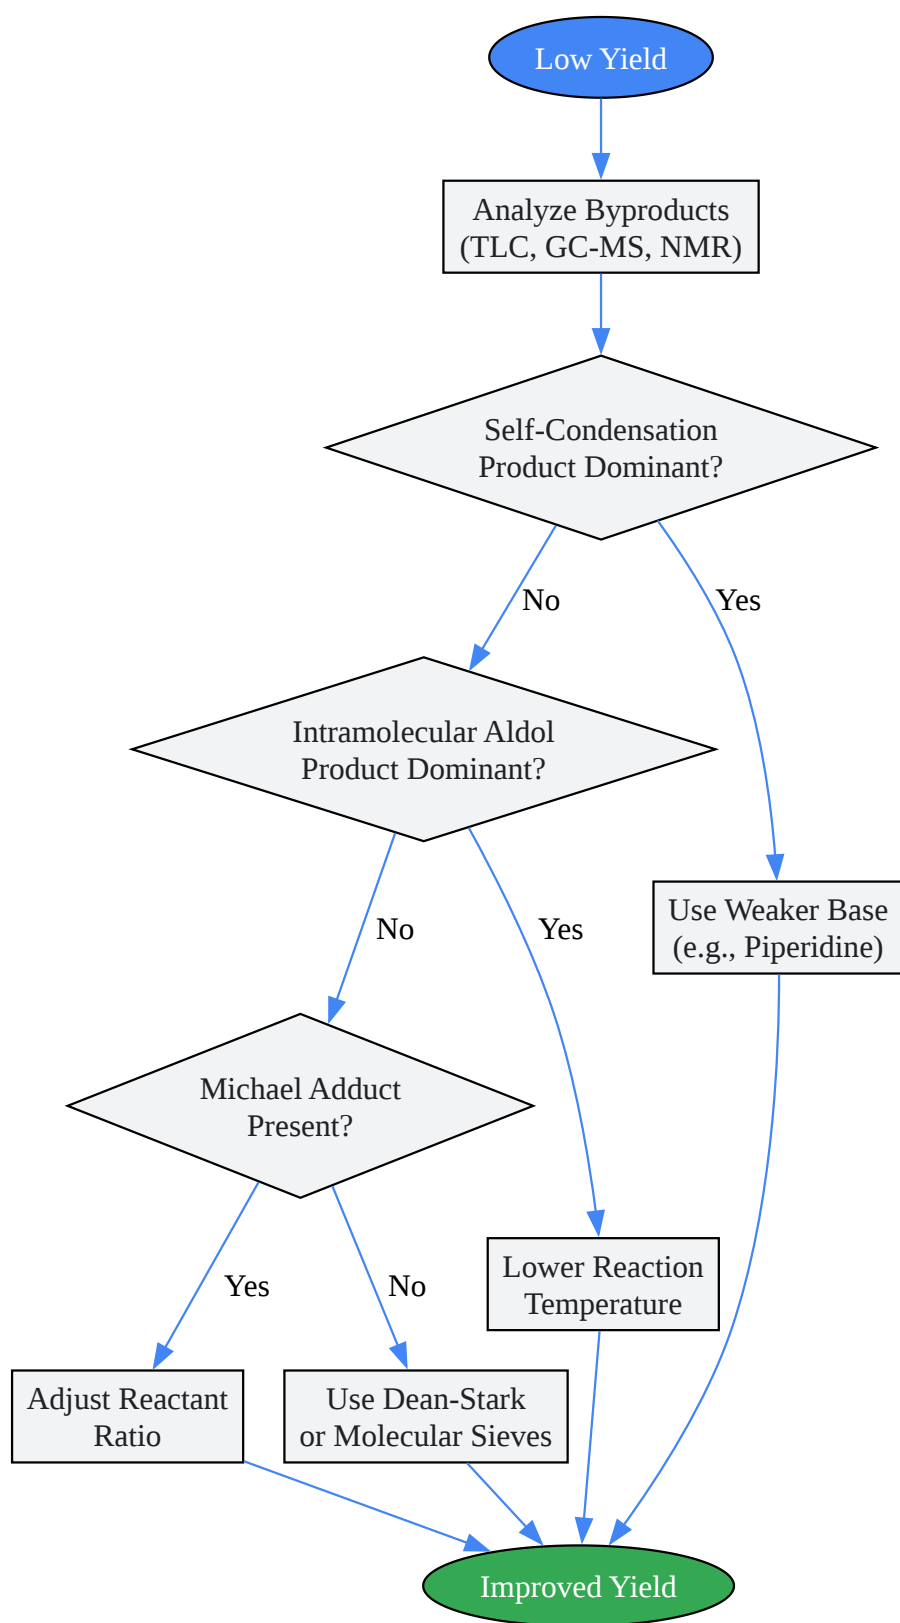 Low Yield
Analyze Byproducts
(TLC, GC-MS, NMR)
Self-Condensation
Product Dominant?
No
Yes
Intramolecular Aldol
Product Dominant?
No
Yes
Use Weaker Base
(e.g., Piperidine)
Michael Adduct
Present?
Yes
No
Lower Reaction
Temperature
Adjust Reactant
Ratio
Use Dean-Stark
or Molecular Sieves
Improved Yield